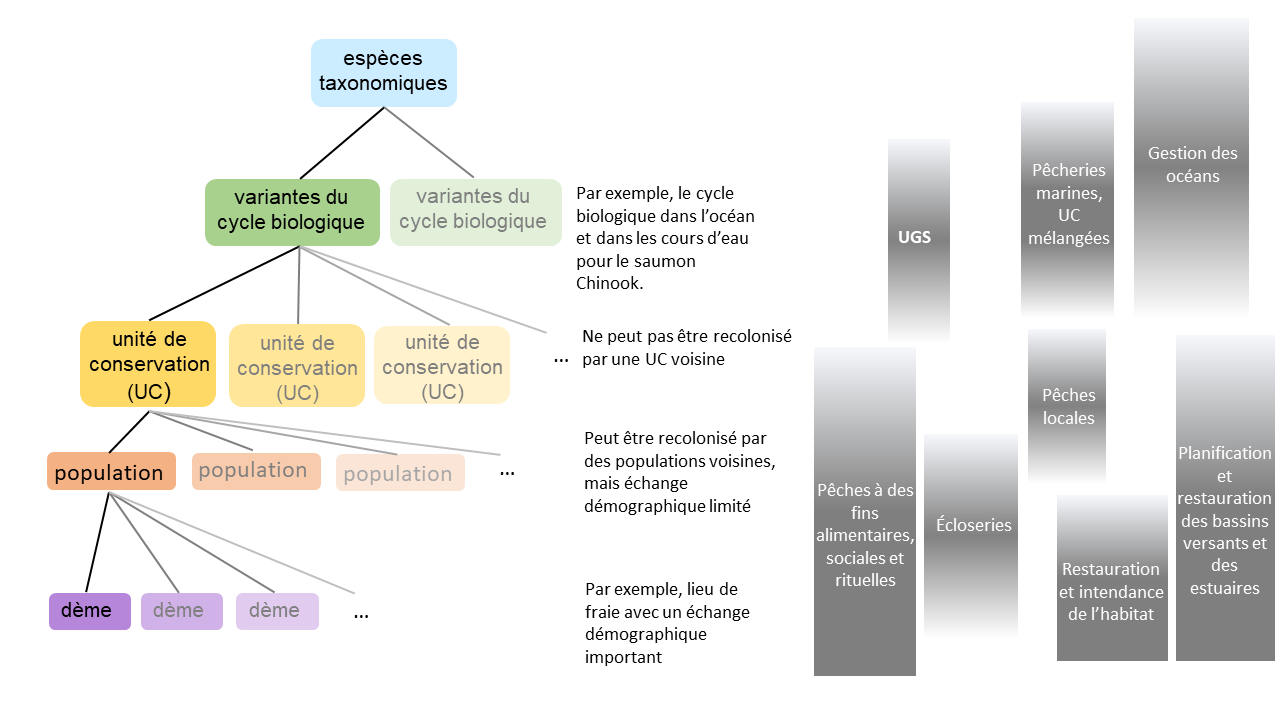 espèces
taxonomiques
variantes du
cycle biologique
variantes du
cycle biologique
Par exemple, le cycle
biologique dans l’océan
et dans les cours d’eau
pour le saumon
Chinook.
unité de
conservation
(UC)
unité de
conservation
(UC)
unité de
conservation
(UC)
...
Ne peut pas être recolonisé
par une UC voisine
population
population
population
...
Peut être recolonisé par
des populations voisines,
mais échange
démographique limité
dème
dème
dème
...
Par exemple, lieu de
fraie avec un échange
démographique
important
UGS
Pêcheries
marines,
UC
mélangées
Gestion des
océans
Pêches à des
fins
alimentaires,
sociales et
rituelles
Écloseries
Pêches
locales
Restauration
et intendance
de l’habitat
Planification
et
restauration
des bassins
versants et
des
estuaires